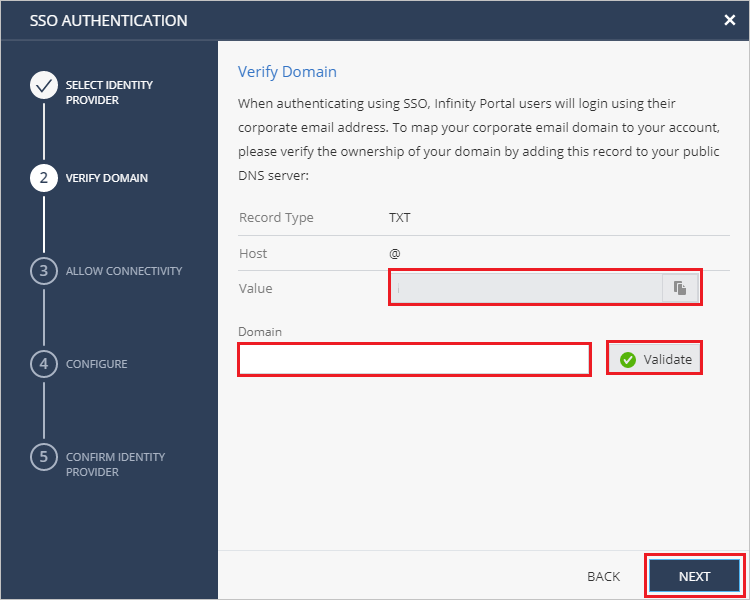 SSO AUTHENTICATION
SELECT IDENTITY
PROVIDER
2
VERIFY DOMAIN
3
ALLOW CONNECTIVITY
4
CONFIGURE
5
CONFIRM IDENTITY
PROVIDER
Verify Domain
When authenticating using SSO, Infinity Portal users will login using their
corporate email address. To map your corporate email domain to your account,
please verify the ownership of your domain by adding this record to your public
DNS server:
Record Type TXT
Host @
Value
Domain
Validate
BACK NEXT